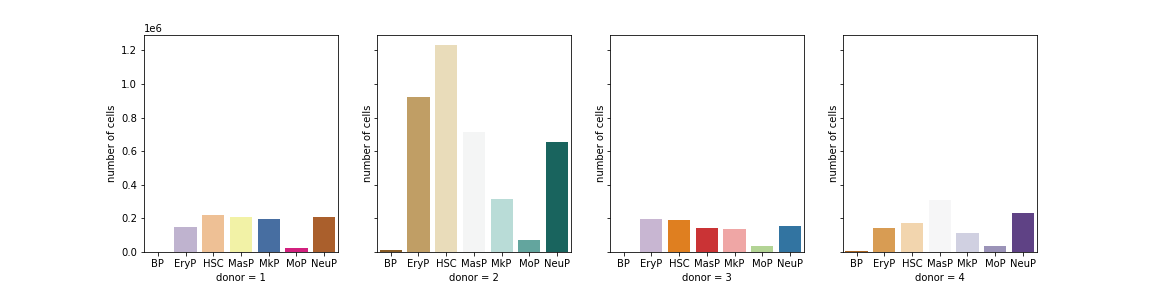 1e6
1.2
1.0
0.8
0.6
0.4
0.2
0.0
number of cells
BP EryP HSC MasP MkP MoP NeuP
donor = 1
number of cells
BP EryP HSC MasP MkP MoP NeuP
donor = 2
number of cells
BP EryP HSC MasP MkP MoP NeuP
donor = 3
number of cells
BP EryP HSC MasP MkP MoP NeuP
donor = 4